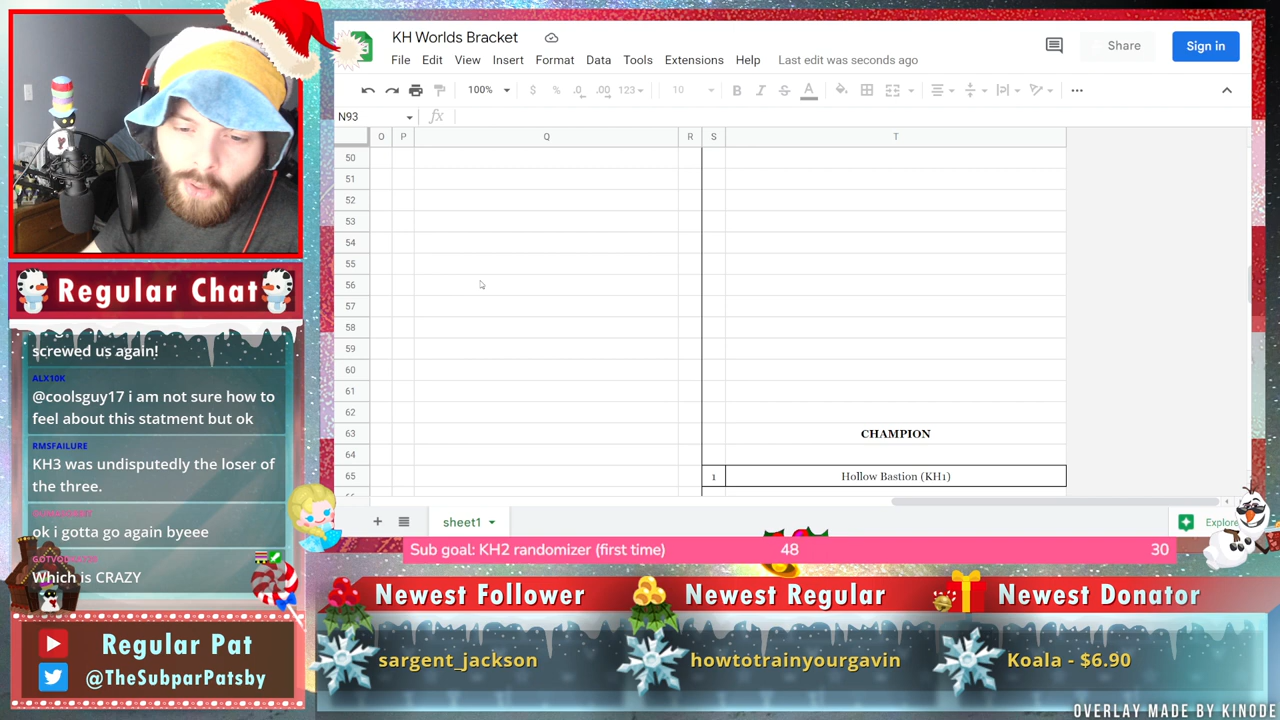 KH Worlds Bracket
File Edit View Insert Format Data Tools Extensions Help Last edit was seconds ago
Share
Sign in
100% $ .0 .00 123 10 B I S A
N93 fx
O P Q R S T
50
51
52
53
54
55
56
57
58
59
60
61
62
63 CHAMPION
64
65 1 Hollow Bastion (KH1)
sheet1
Explore
Regular Chat
screwed us again!
ALX10K
@coolsguy17 i am not sure how to
feel about this statment but ok
RMSFAILURE
KH3 was undisputedly the loser of
the three.
ok i gotta go again byeee
Which is CRAZY
Regular Pat
@TheSubparPatsby
Sub goal: KH2 randomizer (first time) 48 30
Newest Follower
sargent_jackson
Newest Regular
howtotrainyourgavin
Newest Donator
Koala - $6.90
OVERLAY MADE BY KINODE